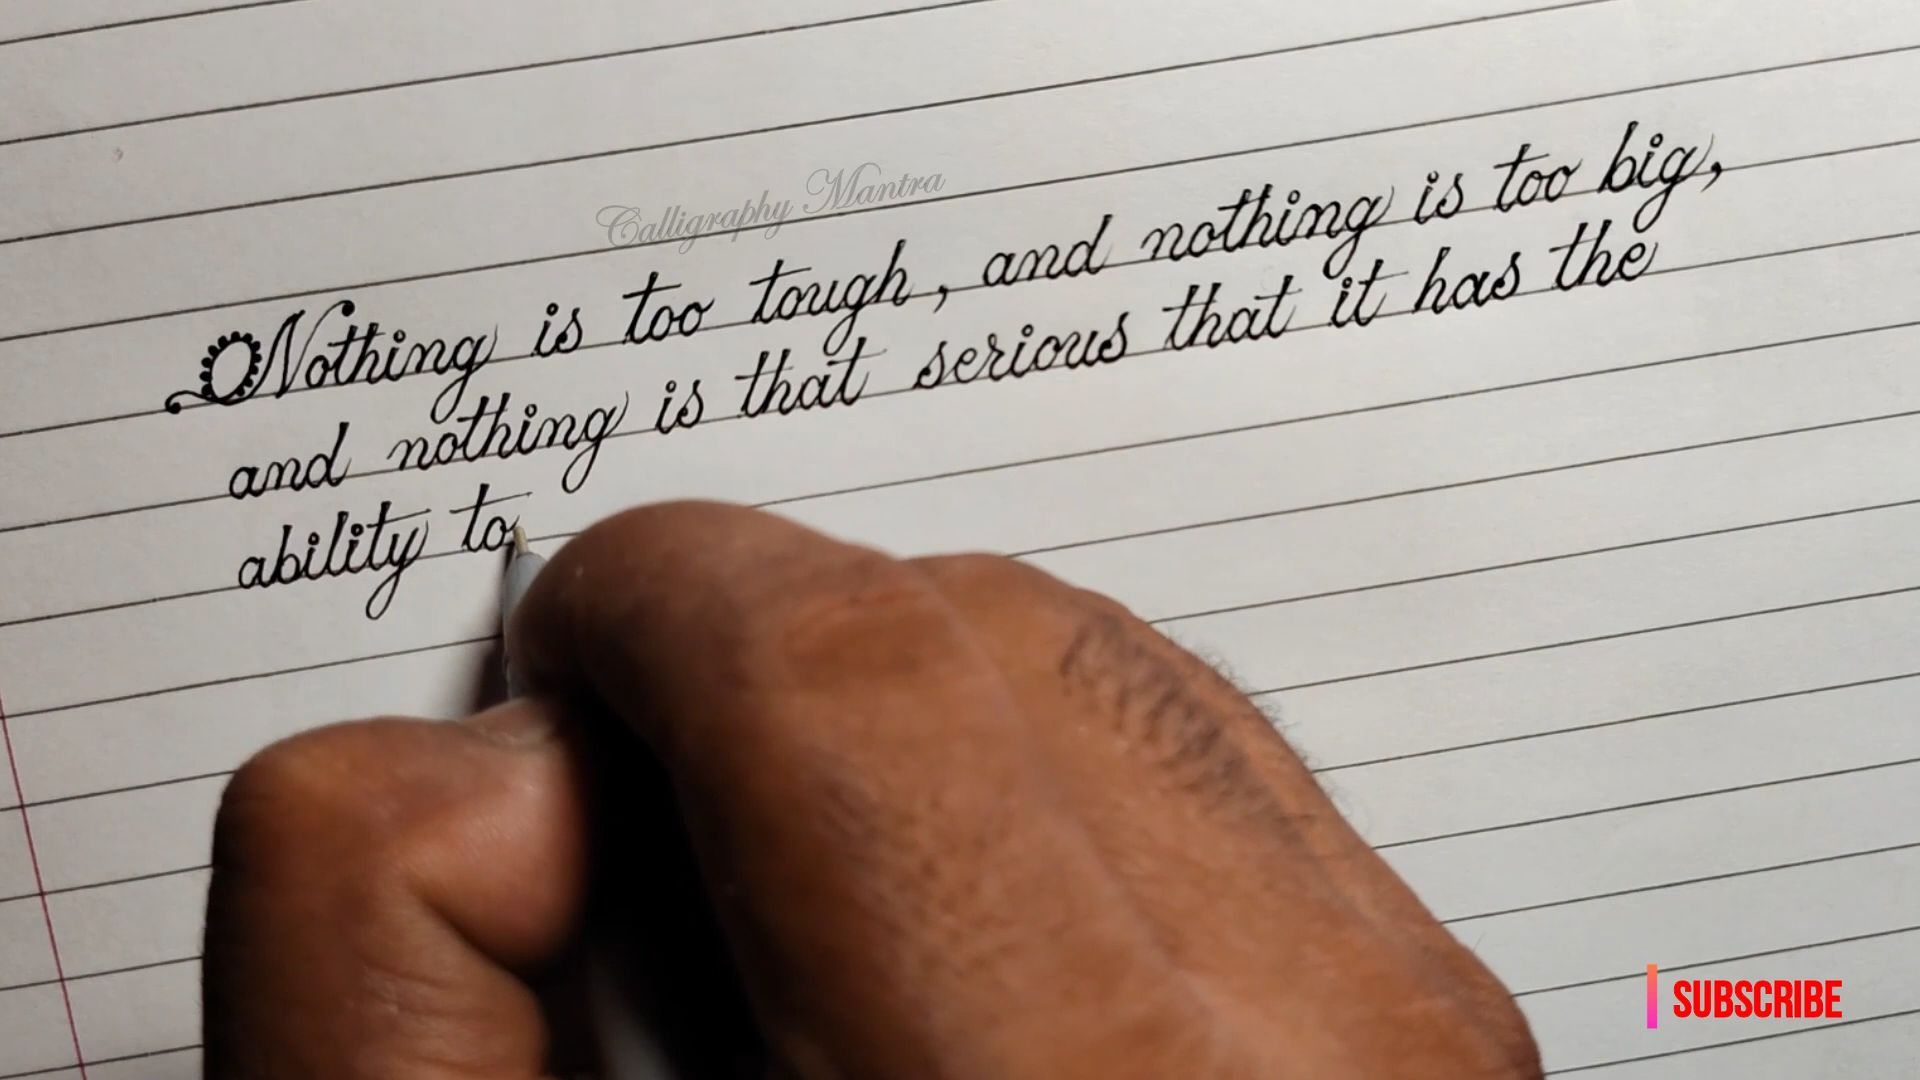 Calligraphy Mantra
Nothing is too tough, and nothing is too big,
and nothing is that serious that it has the
ability to
SUBSCRIBE